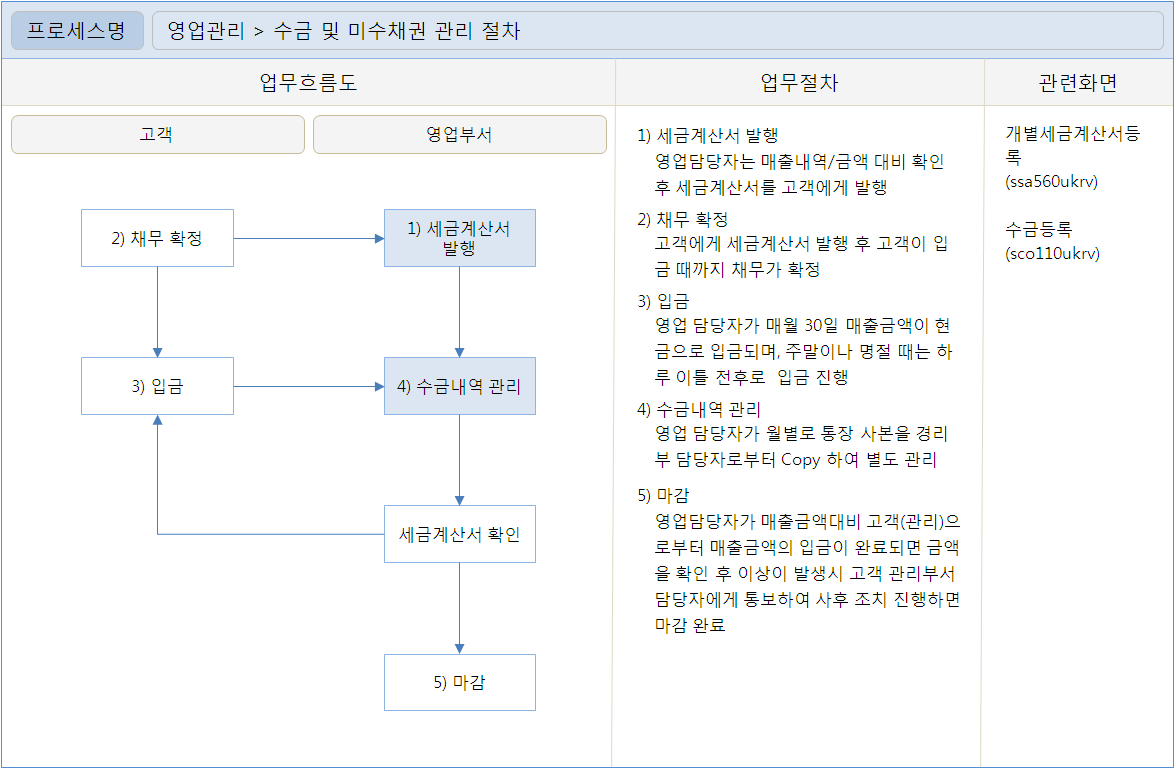 프로세스명
영업관리 > 수금 및 미수채권 관리 절차
업무흐름도
업무절차
관련화면
고객
영업부서
2) 채무 확정
1) 세금계산서
발행
3) 입금
4) 수금내역 관리
세금계산서 확인
5) 마감
1) 세금계산서 발행
영업담당자는 매출내역/금액 대비 확인
후 세금계산서를 고객에게 발행
2) 채무 확정
고객에게 세금계산서 발행 후 고객이 입
금 때까지 채무가 확정
3) 입금
영업 담당자가 매월 30일 매출금액이 현
금으로 입금되며, 주말이나 명절 때는 하
루 이틀 전후로 입금 진행
4) 수금내역 관리
영업 담당자가 월별로 통장 사본을 경리
부 담당자로부터 Copy 하여 별도 관리
5) 마감
영업담당자가 매출금액대비 고객(관리)으
로부터 매출금액의 입금이 완료되면 금액
을 확인 후 이상이 발생시 고객 관리부서
담당자에게 통보하여 사후 조치 진행하면
마감 완료
개별세금계산서등
록
(ssa560ukrv)
수금등록
(sco110ukrv)